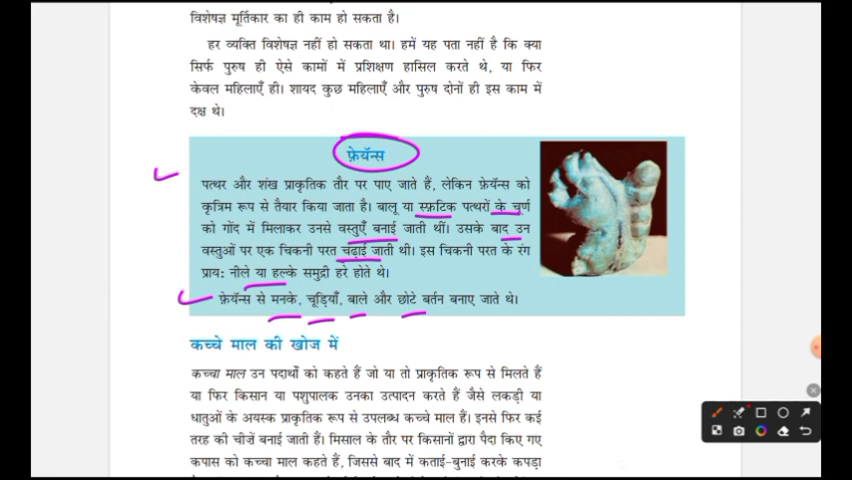 विशेषज्ञ मूर्तिकार का ही काम हो सकता है।
हर व्यक्ति विशेषज्ञ नहीं हो सकता था। हमें यह पता नहीं है कि क्या
सिर्फ पुरुष ही ऐसे कामों में प्रशिक्षण हासिल करते थे, या फिर
केवल महिलाएँ ही। शायद कुछ महिलाएँ और पुरुष दोनों ही इस काम में
दक्ष थे।
फ़ेयॅन्स
पत्थर और शंख प्राकृतिक तौर पर पाए जाते हैं, लेकिन फ़ेयॅन्स को
कृत्रिम रूप से तैयार किया जाता है। बालू या स्फ़टिक पत्थरों के चूर्ण
को गोंद में मिलाकर उनसे वस्तुएँ बनाई जाती थीं। उसके बाद उन
वस्तुओं पर एक चिकनी परत चढ़ाई जाती थी। इस चिकनी परत के रंग
प्राय: नीले या हल्के समुद्री हरे होते थे।
फ़ेयॅन्स से मनके, चूड़ियाँ, बाले और छोटे बर्तन बनाए जाते थे।
कच्चे माल की खोज में
कच्चा माल उन पदार्थों को कहते हैं जो या तो प्राकृतिक रूप से मिलते हैं
या फिर किसान या पशुपालक उनका उत्पादन करते हैं जैसे लकड़ी या
धातुओं के अयस्क प्राकृतिक रूप से उपलब्ध कच्चे माल हैं। इनसे फिर कई
तरह की चीजें बनाई जाती हैं। मिसाल के तौर पर किसानों द्वारा पैदा किए गए
कपास को कच्चा माल कहते हैं, जिससे बाद में कताई-बुनाई करके कपड़ा